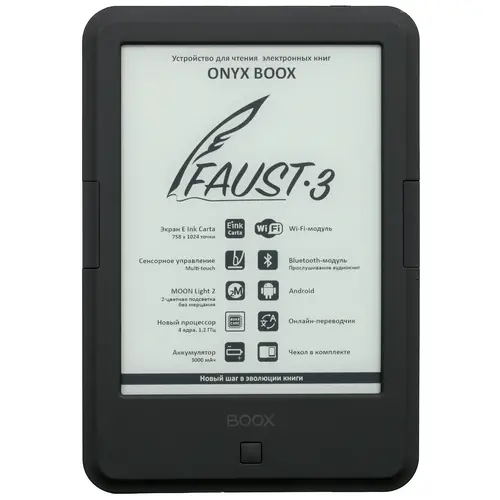 Устройство для чтения электронных книг
ONYX BOOX
FAUST·3
Экран E Ink Carta
758 x 1024 точки
Eink
Carta
WiFi
Wi-Fi-модуль
Сенсорное управление
Multi-touch
Bluetooth-модуль
Прослушивание аудиокниг
MOON Light 2
2-цветная подсветка
без мерцания
Android
Новый процессор
4 ядра, 1,2 ГГц
Онлайн-переводчик
Аккумулятор
3000 мАч
Чехол в комплекте
Новый шаг в эволюции книги
BOOX